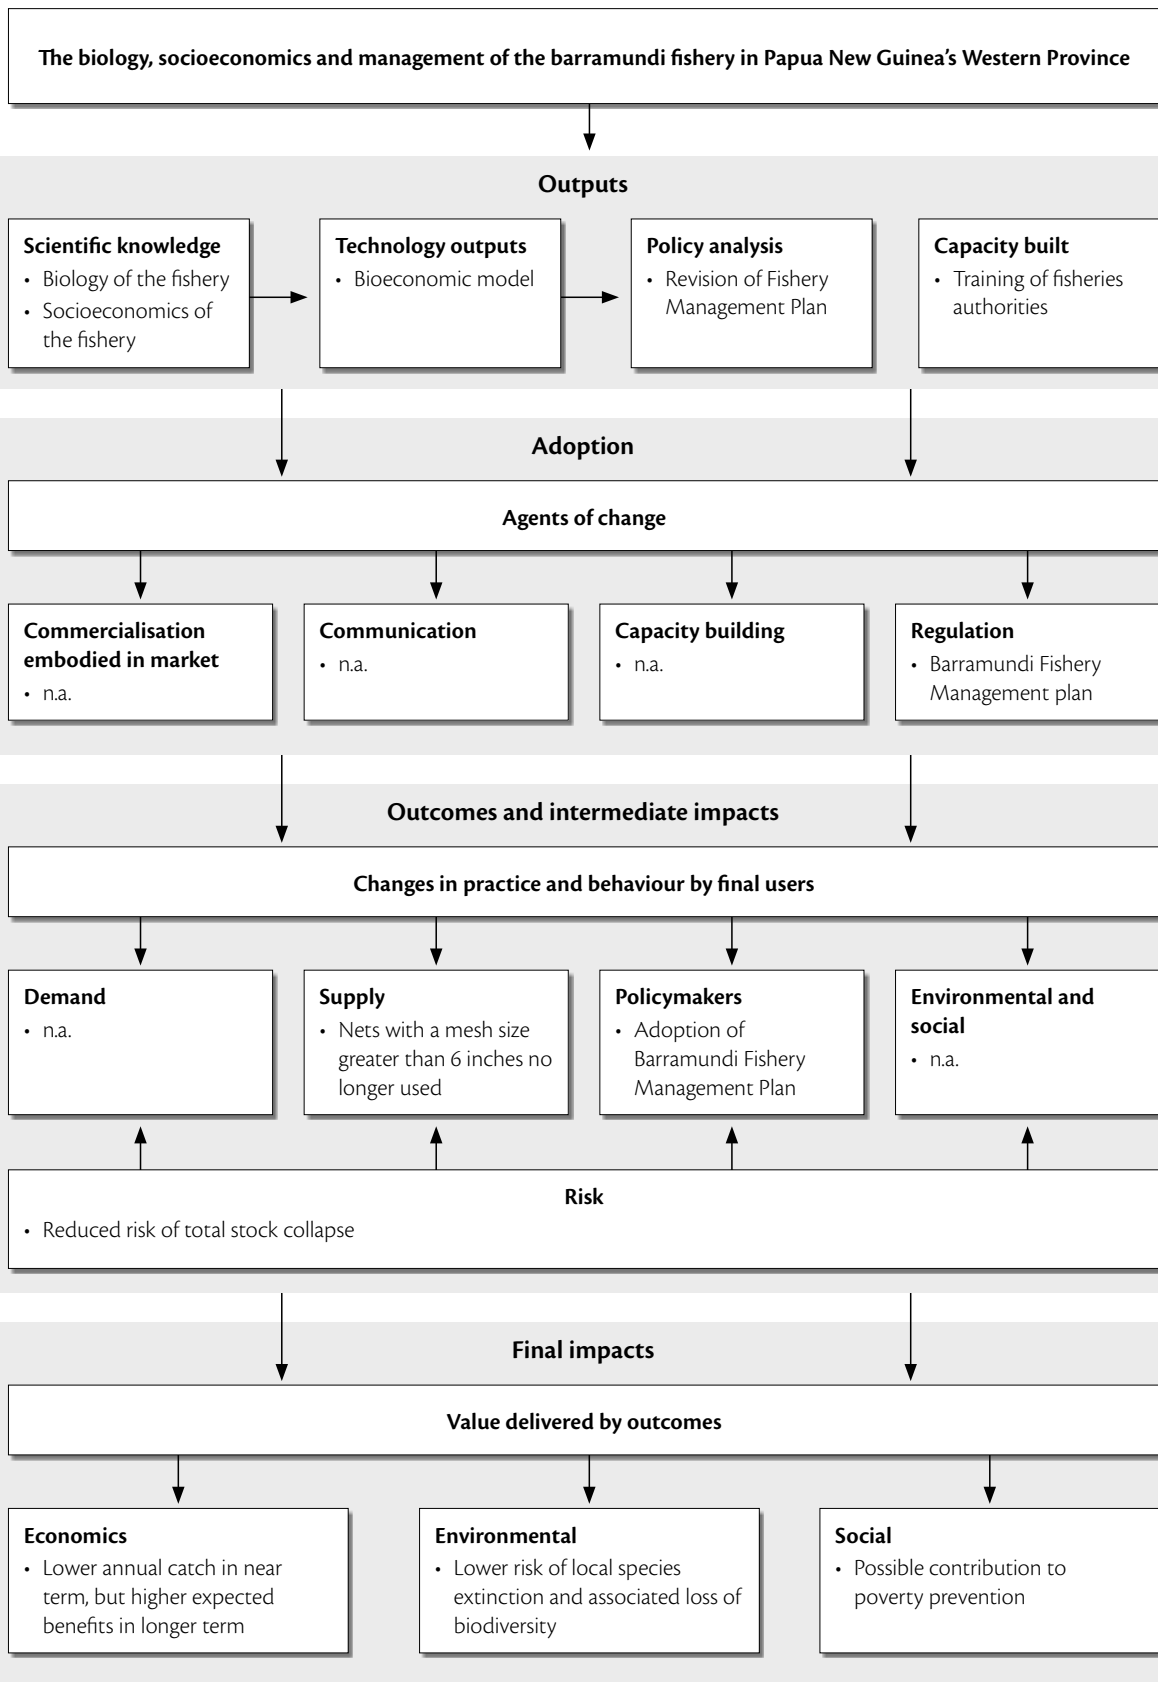 The biology, socioeconomics and management of the barramundi fishery in Papua New Guinea's Western Province
Outputs
Scientific knowledge
• Biology of the fishery
• Socioeconomics of
the fishery
Technology outputs
• Bioeconomic model
Policy analysis
• Revision of Fishery
Management Plan
Capacity built
• Training of fisheries
authorities
Adoption
Agents of change
Commercialisation
embodied in market
• n.a.
Communication
• n.a.
Capacity building
• n.a.
Regulation
• Barramundi Fishery
Management plan
Outcomes and intermediate impacts
Changes in practice and behaviour by final users
Demand
• n.a.
Supply
• Nets with a mesh size
greater than 6 inches no
longer used
Policymakers
• Adoption of
Barramundi Fishery
Management Plan
Environmental and
social
• n.a.
Risk
• Reduced risk of total stock collapse
Final impacts
Value delivered by outcomes
Economics
• Lower annual catch in near
term, but higher expected
benefits in longer term
Environmental
• Lower risk of local species
extinction and associated loss of
biodiversity
Social
• Possible contribution to
poverty prevention